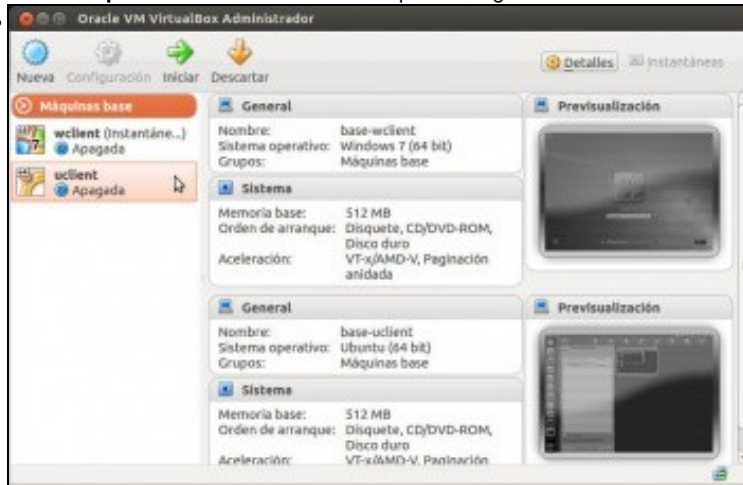 Oracle VM VirtualBox Administrador
Nueva Configuración Iniciar Descartar
Detalles Instantáneas
Máquinas base
wclient (Instantáne...)
Apagada
uclient
Apagada
General
Nombre: base-wclient
Sistema operativo: Windows 7 (64 bit)
Grupos: Máquinas base
Sistema
Memoria base: 512 MB
Orden de arranque: Disquete, CD/DVD-ROM,
Disco duro
Aceleración: VT-x/AMD-V, Paginación
anidada
Previsualización
General
Nombre: base-uclient
Sistema operativo: Ubuntu (64 bit)
Grupos: Máquinas base
Sistema
Memoria base: 512 MB
Orden de arranque: Disquete, CD/DVD-ROM,
Disco duro
Aceleración: VT-x/AMD-V, Paginación
Previsualización